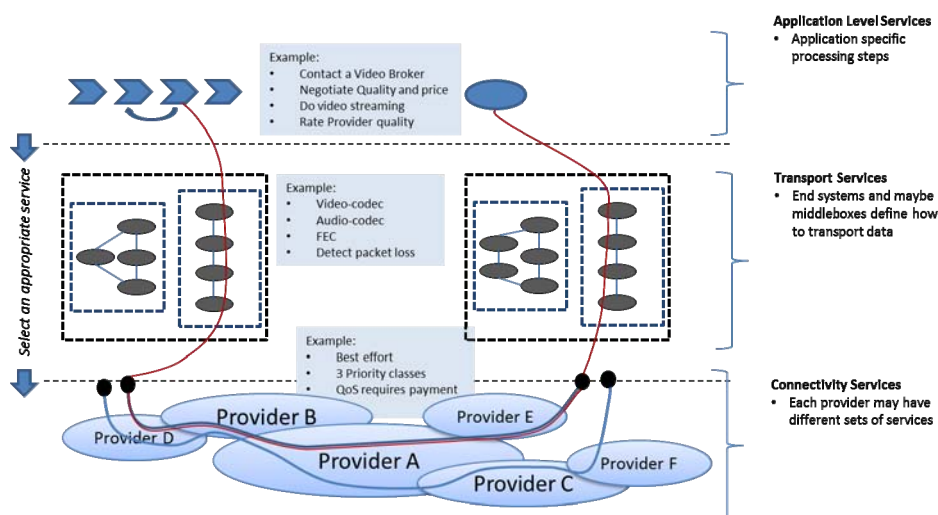 Application Level Services
• Application specific
processing steps
Example:
• Contact a Video Broker
• Negotiate Quality and price
• Do video streaming
• Rate Provider quality
Select an appropriate service
Transport Services
• End systems and maybe
middleboxes define how
to transport data
Example:
• Video-codec
• Audio-codec
• FEC
• Detect packet loss
Example:
• Best effort
• 3 Priority classes
• QoS requires payment
Connectivity Services
• Each provider may have
different sets of services
Provider B
Provider E
Provider D
Provider A
Provider F
Provider C